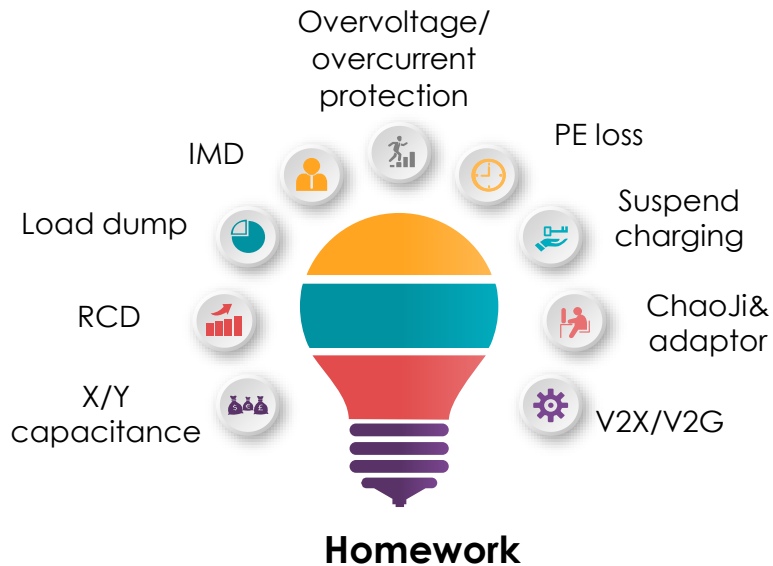 Overvoltage/
overcurrent
protection
IMD
PE loss
Load dump
Suspend
charging
RCD
ChaoJi&
adaptor
X/Y
capacitance
V2X/V2G
$ € £
Homework